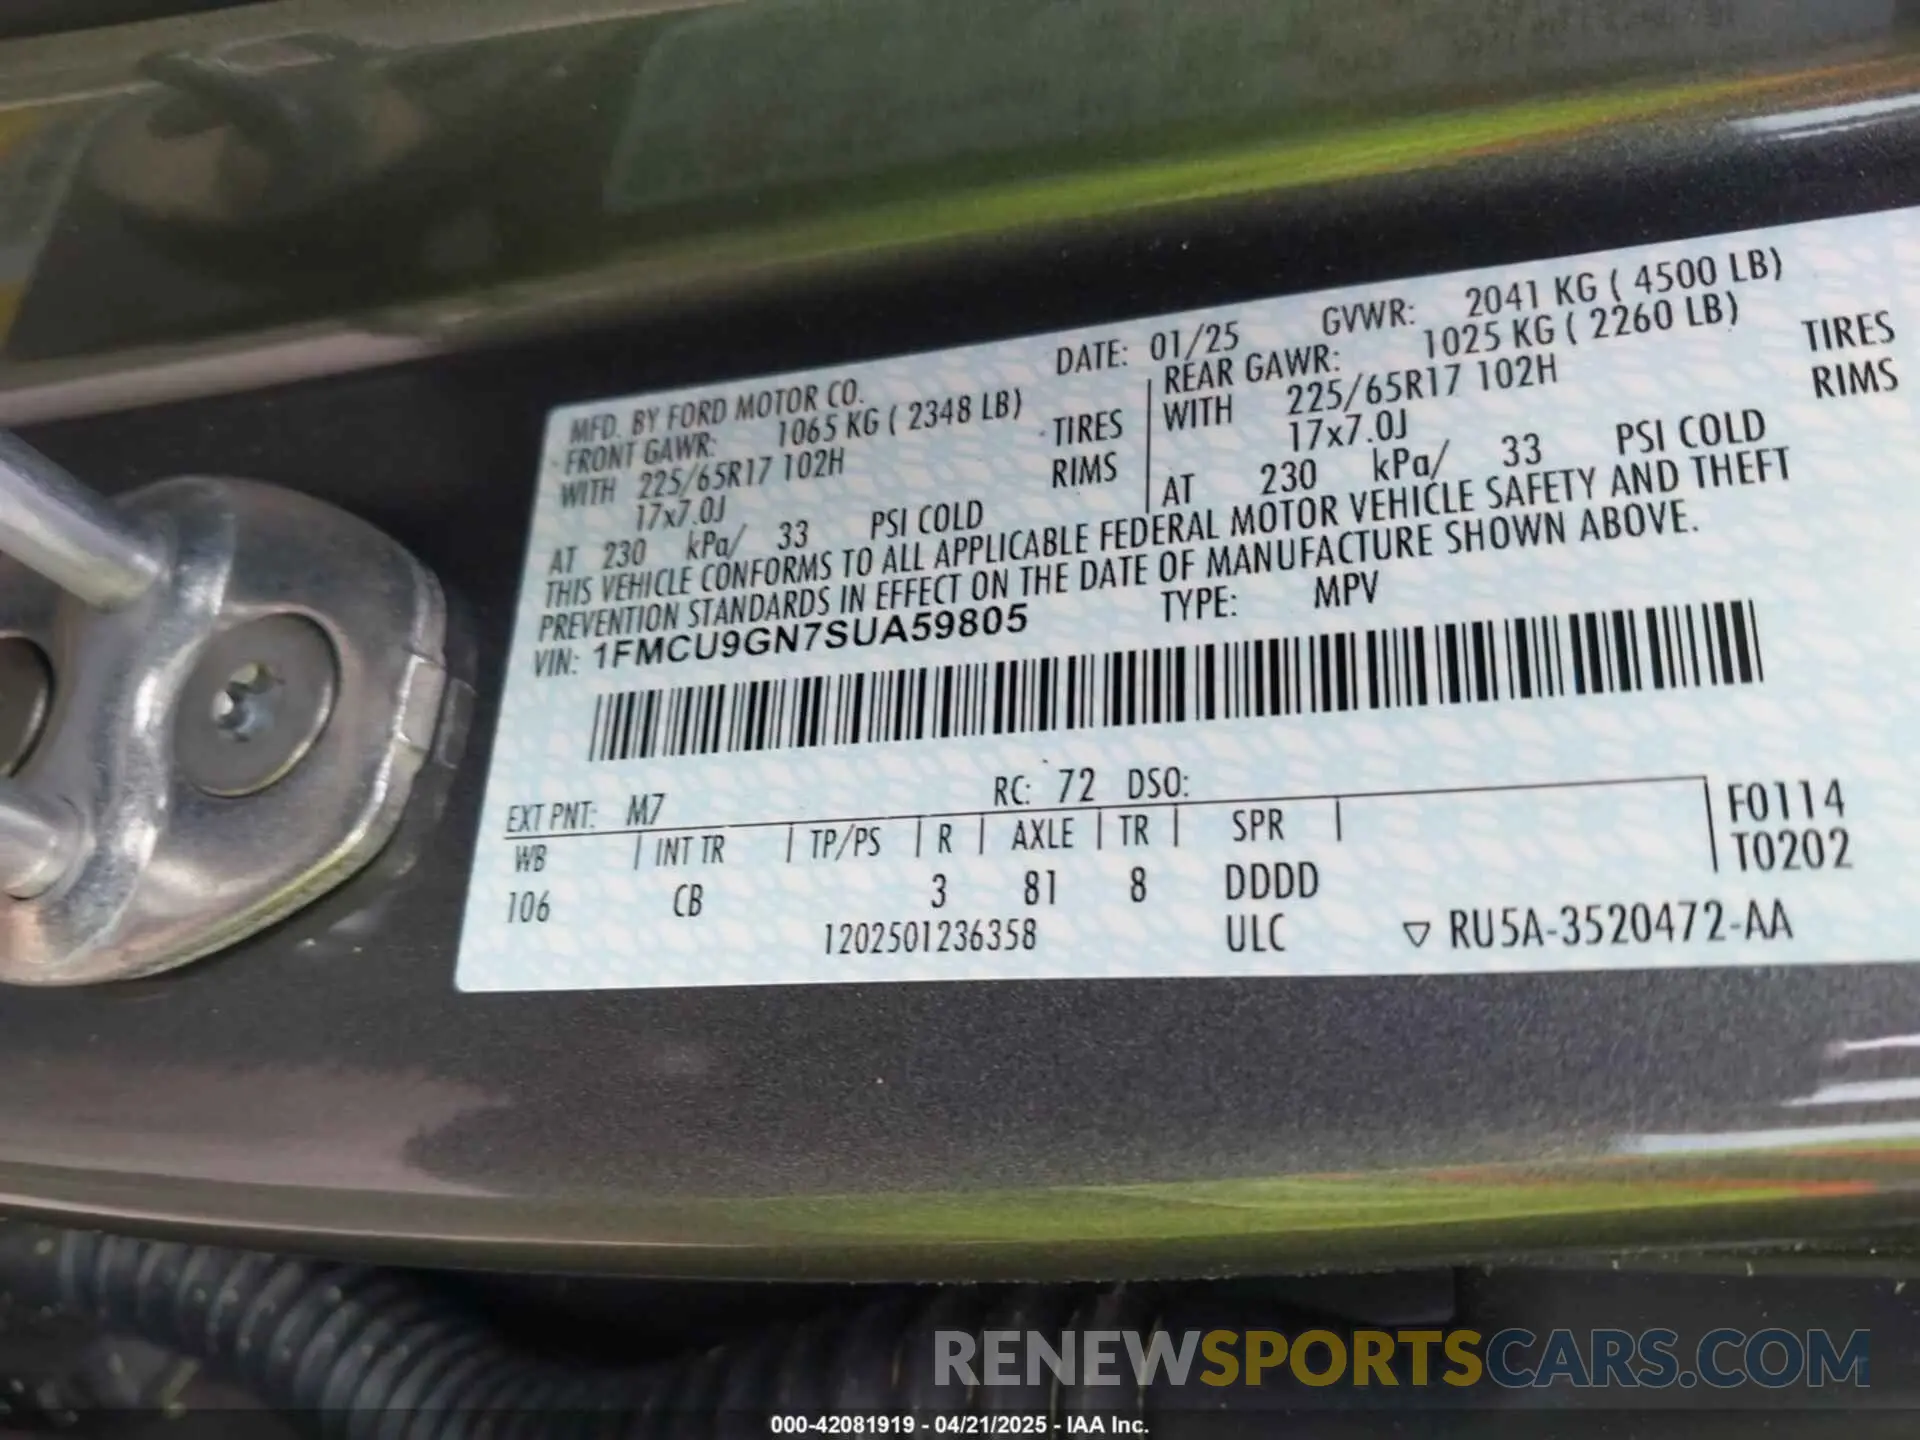 MFD. BY FORD MOTOR CO. DATE: 01/25 GVWR: 2041 KG ( 4500 LB)
FRONT GAWR: 1065 KG ( 2348 LB) REAR GAWR: 1025 KG ( 2260 LB)
WITH 225/65R17 102H TIRES WITH 225/65R17 102H TIRES
17x7.0J RIMS 17x7.0J RIMS
AT 230 kPa/ 33 PSI COLD AT 230 kPa/ 33 PSI COLD
THIS VEHICLE CONFORMS TO ALL APPLICABLE FEDERAL MOTOR VEHICLE SAFETY AND THEFT
PREVENTION STANDARDS IN EFFECT ON THE DATE OF MANUFACTURE SHOWN ABOVE.
VIN: 1FMCU9GN7SUA59805 TYPE: MPV
EXT PNT: M7 RC: 72 DSO:
WB INT TR TP/PS R AXLE TR SPR F0114
T0202
106 CB 3 81 8 DDDD
1202501236358 ULC ▽ RU5A-3520472-AA
RENEWSPORTSCARS.COM
000-42081919 - 04/21/2025 - IAA Inc.